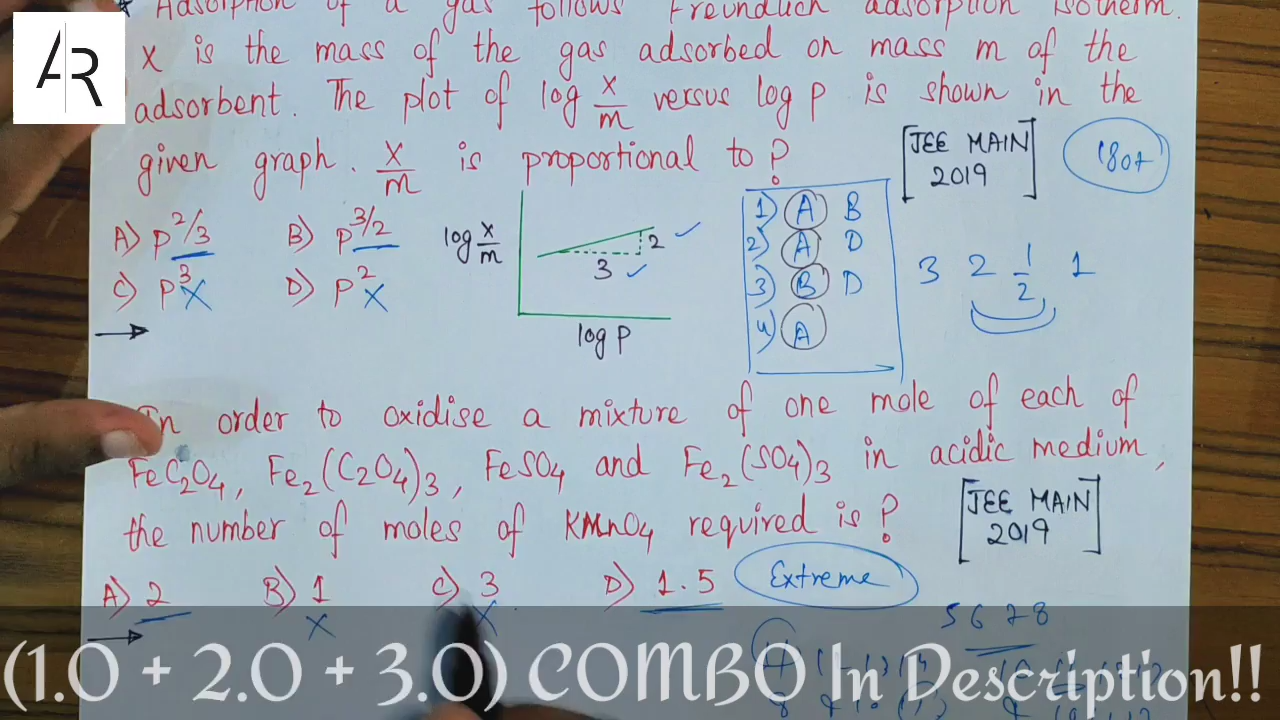 AR
Adsorption of a gas follows Freundlich adsorption isotherm.
x is the mass of the gas adsorbed on mass m of the
adsorbent. The plot of log x/m versus log p is shown in the
given graph. x/m is proportional to ?
[JEE MAIN 2019]
180+
A) p^2/3 B) p^3/2
C) p^3 X D) p^2 X
log x/m
2
3
log P
1) A B
2) A D
3) B D
4) A
3 2 1/2 1
In order to oxidise a mixture of one mole of each of
FeC2O4, Fe2(C2O4)3, FeSO4 and Fe2(SO4)3 in acidic medium,
the number of moles of KMnO4 required is ?
[JEE MAIN 2019]
A) 2 B) 1 C) 3 D) 1.5
X X
Extreme
5 6 7 8
(1.0 + 2.0 + 3.0) COMBO In Description!!